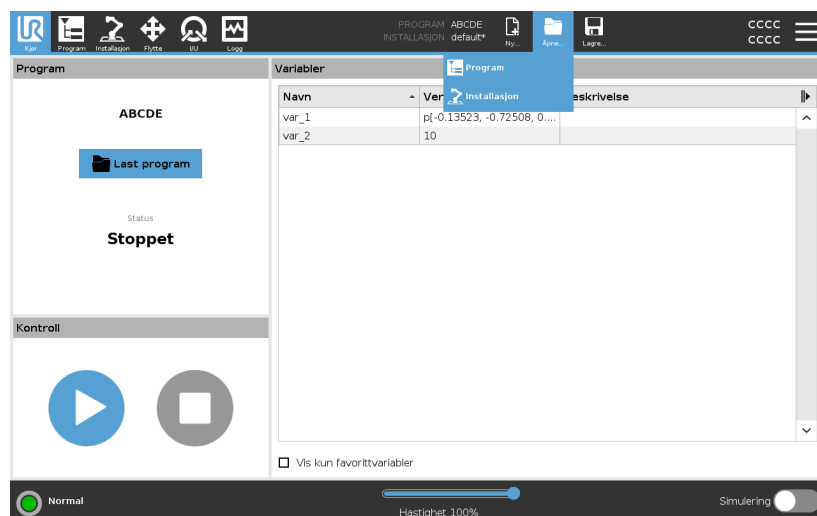 UR
Kjør
Program
Installasjon
Flytte
I/U
Logg
PROGRAM ABCDE
INSTALLASJON default*
Ny...
Åpne...
Lagre...
CCCC
CCCC
Program
Installasjon
Program
ABCDE
Last program
Status
Stoppet
Kontroll
Variabler
Navn Ver eskrivelse
var_1 p[-0.13523, -0.72508, 0....
var_2 10
Vis kun favorittvariabler
Normal
Hastighet 100%
Simulering